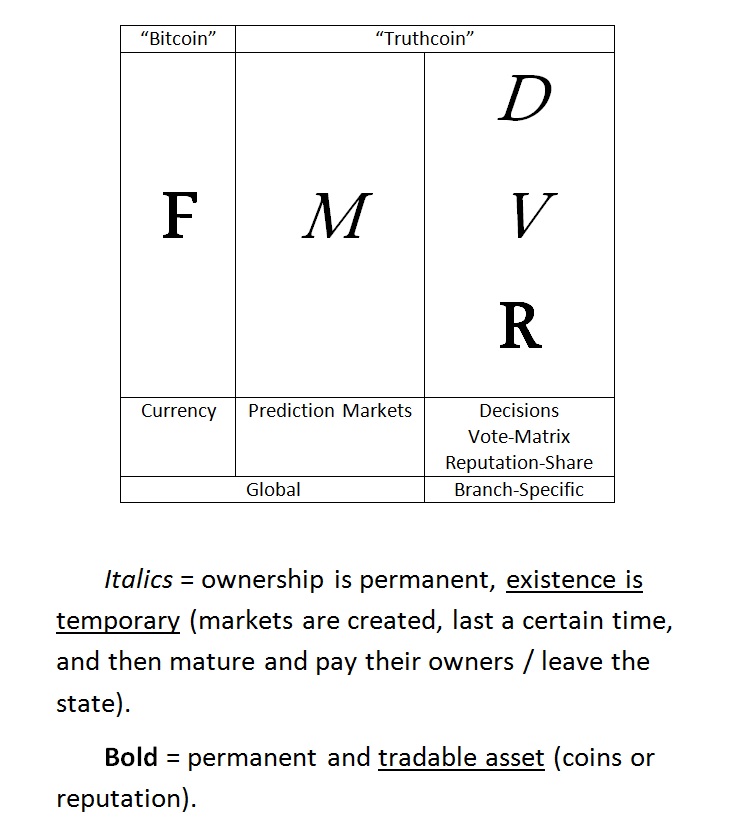 “Bitcoin” “Truthcoin”
D
F M V
R
Currency Prediction Markets Decisions
Vote-Matrix
Reputation-Share
Global Branch-Specific
Italics = ownership is permanent, existence is
temporary (markets are created, last a certain time,
and then mature and pay their owners / leave the
state).
Bold = permanent and tradable asset (coins or
reputation).